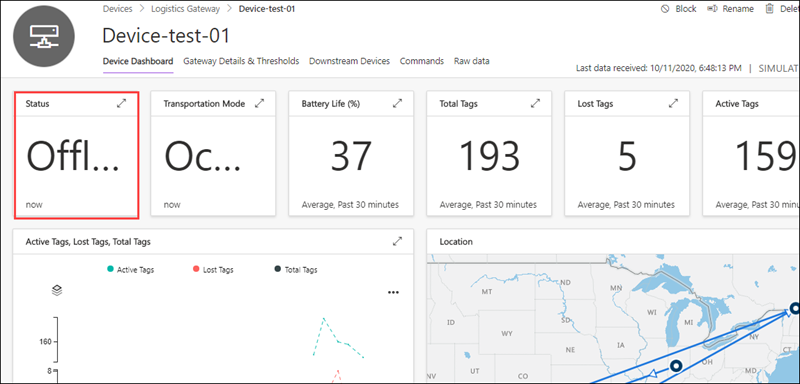 Devices > Logistics Gateway > Device-test-01
Block Rename
Device-test-01
Device Dashboard Gateway Details & Thresholds Downstream Devices Commands Raw data
Last data received: 10/11/2020, 6:48:13 PM | SIMULAT
Status
Offl...
now
Transportation Mode
Oc...
now
Battery Life (%)
37
Average, Past 30 minutes
Total Tags
193
Average, Past 30 minutes
Lost Tags
5
Average, Past 30 minutes
Active Tags
159
Average, Past 30 minutes
Active Tags, Lost Tags, Total Tags
Active Tags Lost Tags Total Tags
160
8
Location
MT ND MN
ID WY SD WI MI
NE IA
NV UT CO KS MO